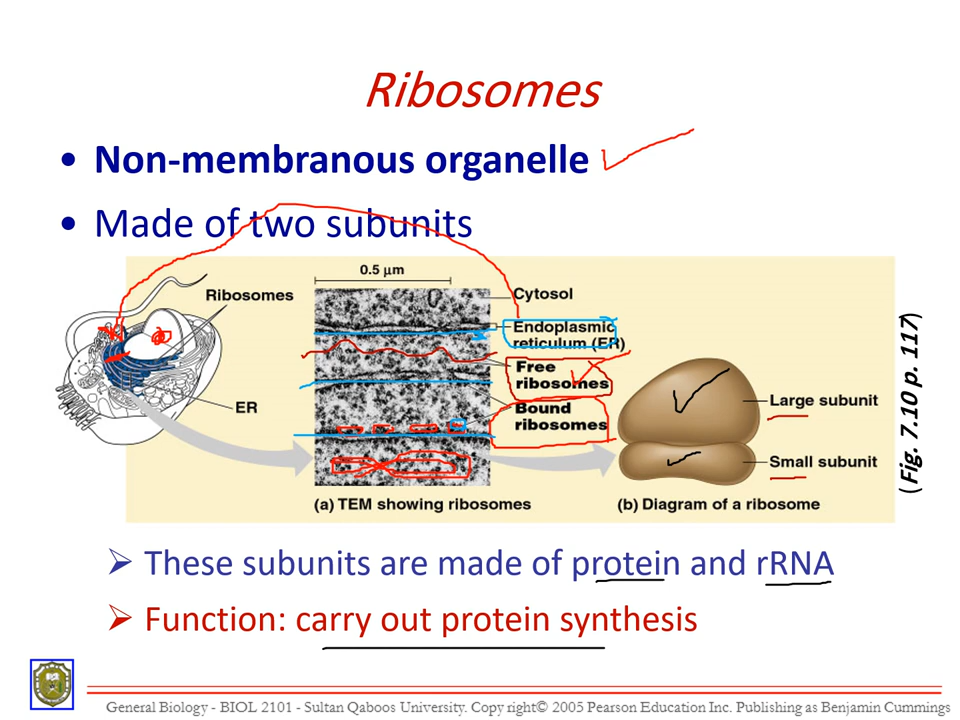 Ribosomes
• Non-membranous organelle
• Made of two subunits
0.5 µm
Ribosomes
Cytosol
Endoplasmic
reticulum (ER)
Free
ribosomes
Bound
ribosomes
ER
Large subunit
Small subunit
(a) TEM showing ribosomes
(b) Diagram of a ribosome
(Fig. 7.10 p. 117)
➢ These subunits are made of protein and rRNA
➢ Function: carry out protein synthesis
General Biology - BIOL 2101 - Sultan Qaboos University. Copy right© 2005 Pearson Education Inc. Publishing as Benjamin Cummings